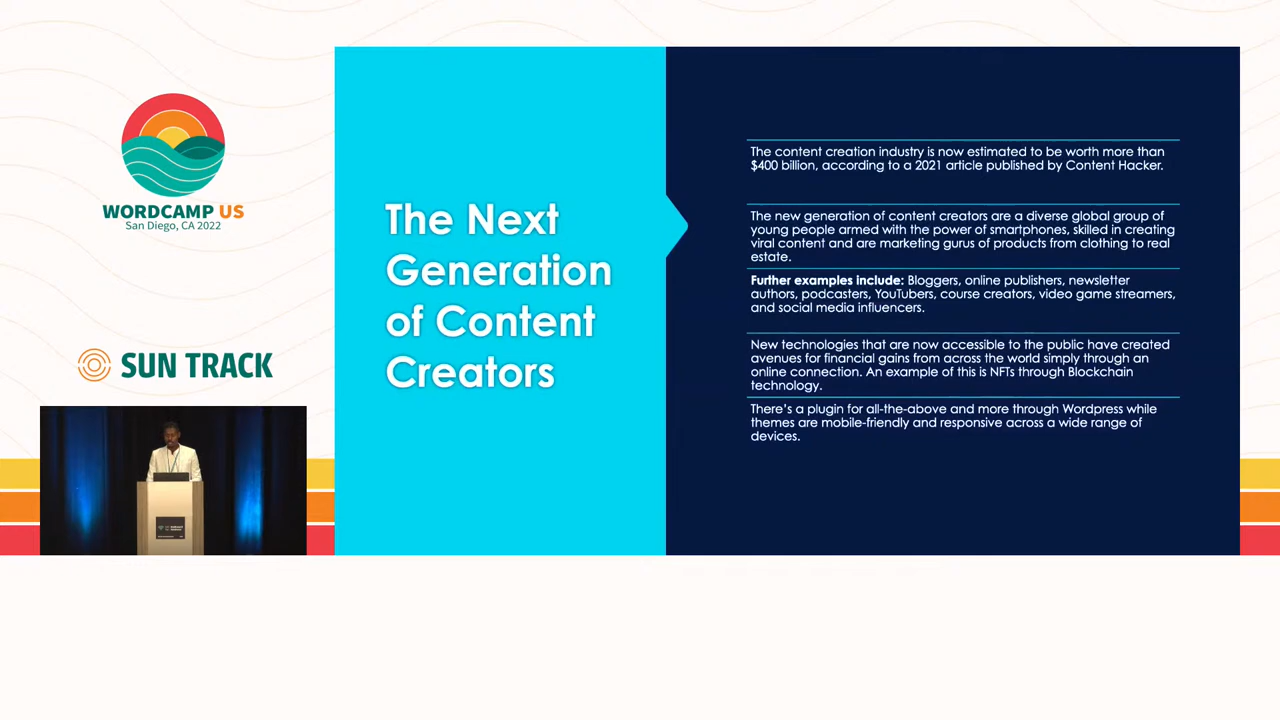 WORDCAMP US
San Diego, CA 2022
SUN TRACK
The Next
Generation
of Content
Creators
The content creation industry is now estimated to be worth more than
$400 billion, according to a 2021 article published by Content Hacker.
The new generation of content creators are a diverse global group of
young people armed with the power of smartphones, skilled in creating
viral content and are marketing gurus of products from clothing to real
estate.
Further examples include: Bloggers, online publishers, newsletter
authors, podcasters, YouTubers, course creators, video game streamers,
and social media influencers.
New technologies that are now accessible to the public have created
avenues for financial gains from across the world simply through an
online connection. An example of this is NFTs through Blockchain
technology.
There's a plugin for all-the-above and more through Wordpress while
themes are mobile-friendly and responsive across a wide range of
devices.